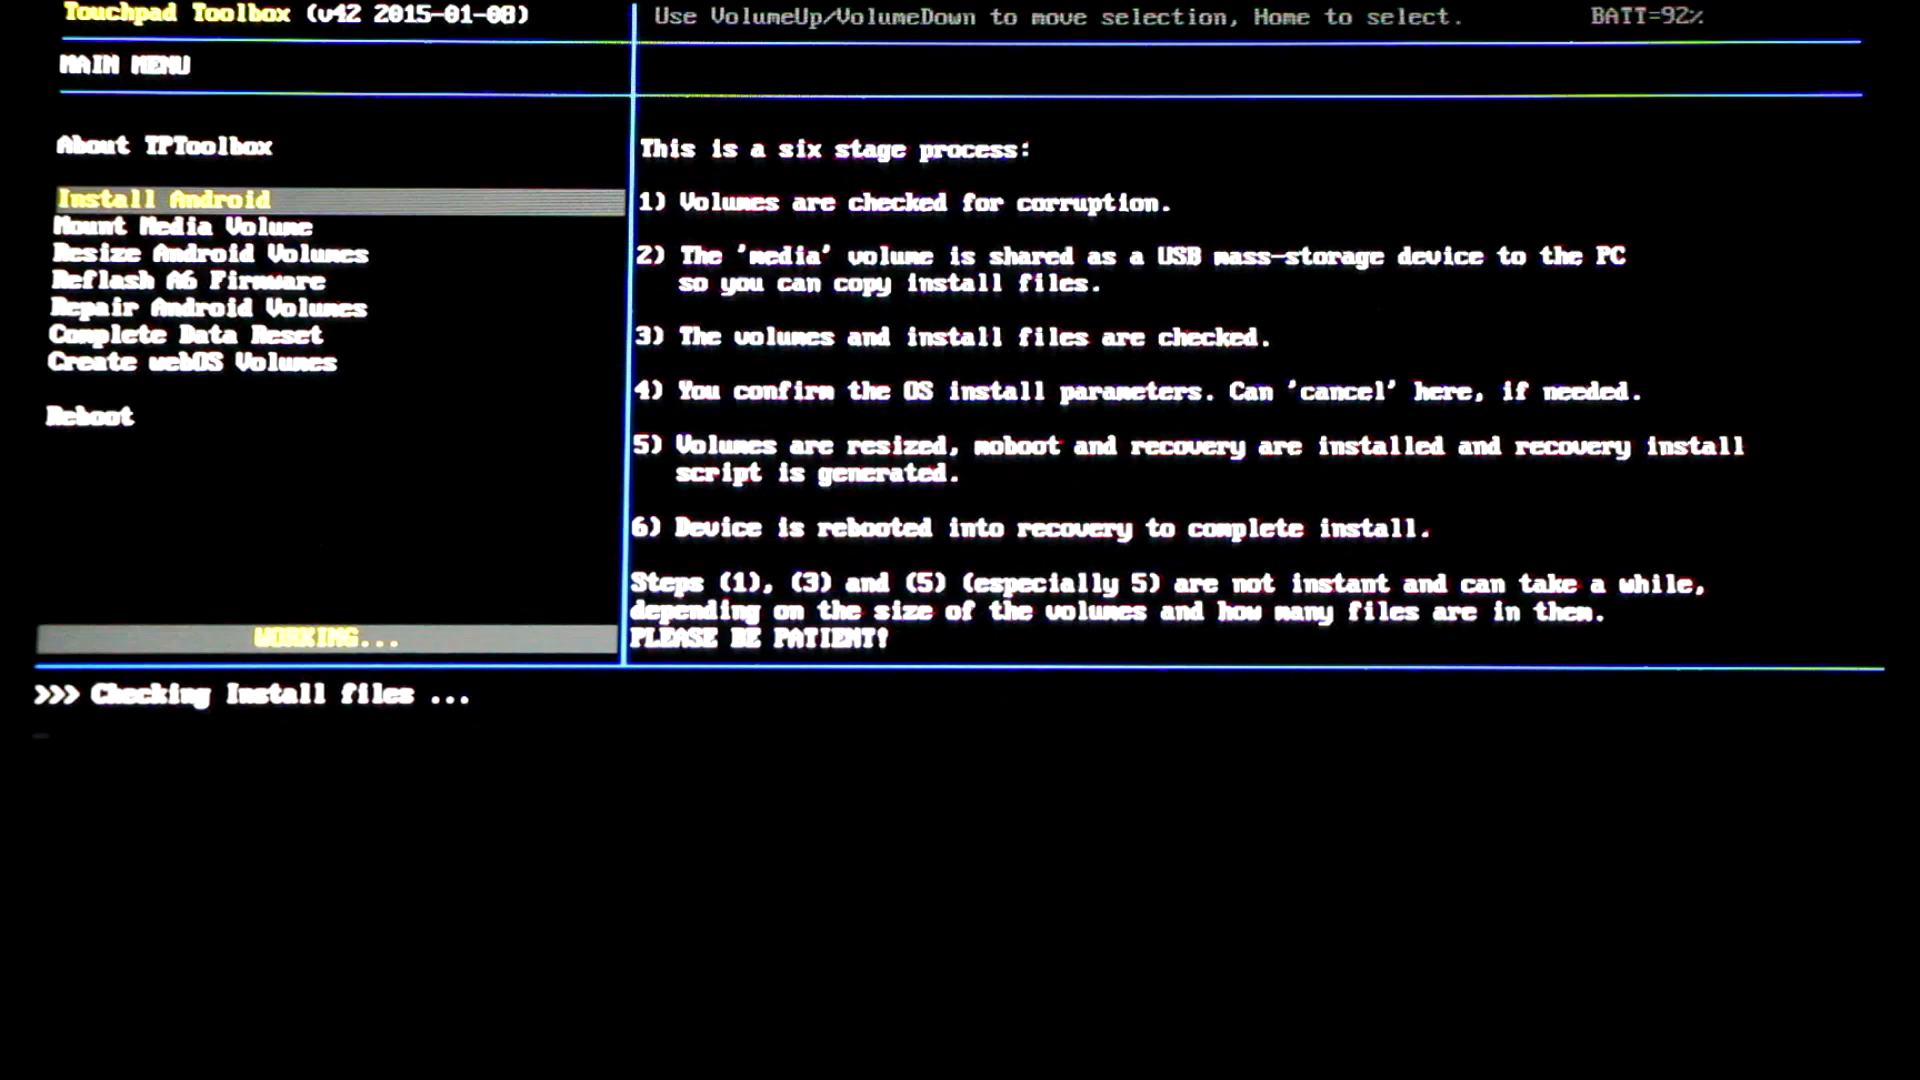 Touchpad Toolbox (v42 2015-01-08)
Use VolumeUp/VolumeDown to move selection, Home to select.
BATT=92%
MAIN MENU
About TPToolbox
Install Android
Mount Media Volume
Resize Android Volumes
Reflash A6 Firmware
Repair Android Volumes
Complete Data Reset
Create webOS Volumes
Reboot
WORKING...
This is a six stage process:
1) Volumes are checked for corruption.
2) The 'media' volume is shared as a USB mass-storage device to the PC
so you can copy install files.
3) The volumes and install files are checked.
4) You confirm the OS install parameters. Can 'cancel' here, if needed.
5) Volumes are resized, moboot and recovery are installed and recovery install
script is generated.
6) Device is rebooted into recovery to complete install.
Steps (1), (3) and (5) (especially 5) are not instant and can take a while,
depending on the size of the volumes and how many files are in them.
PLEASE BE PATIENT!
>>> Checking Install files ...